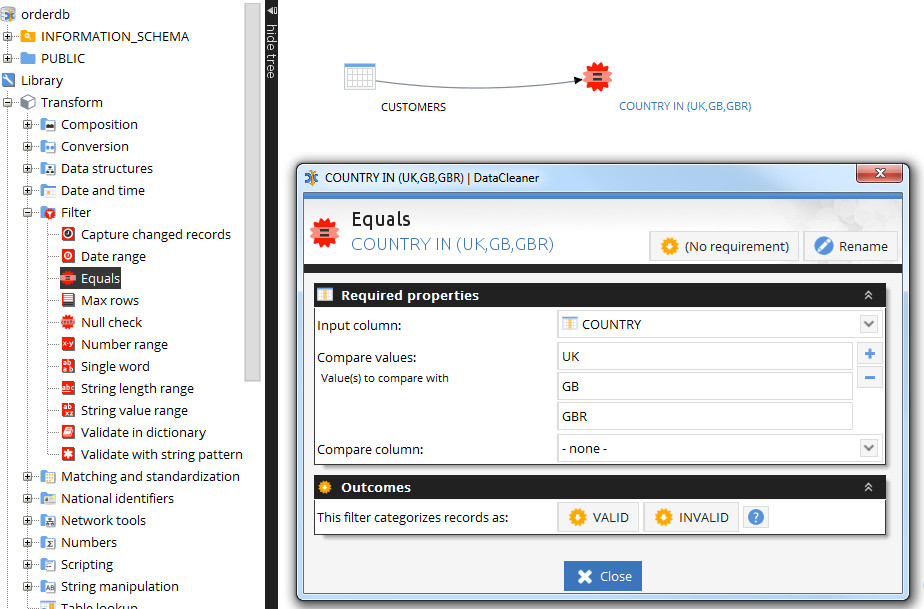 orderdb
INFORMATION_SCHEMA
PUBLIC
Library
Transform
Composition
Conversion
Data structures
Date and time
Filter
Capture changed records
Date range
Equals
Max rows
Null check
Number range
Single word
String length range
String value range
Validate in dictionary
Validate with string pattern
Matching and standardization
National identifiers
Network tools
Numbers
Scripting
String manipulation
Table lookup
hide tree
CUSTOMERS
COUNTRY IN (UK,GB,GBR)
COUNTRY IN (UK,GB,GBR) | DataCleaner
Equals
COUNTRY IN (UK,GB,GBR)
(No requirement)
Rename
Required properties
Input column:
COUNTRY
Compare values:
Value(s) to compare with
UK
GB
GBR
Compare column:
- none -
Outcomes
This filter categorizes records as:
VALID
INVALID
?
Close